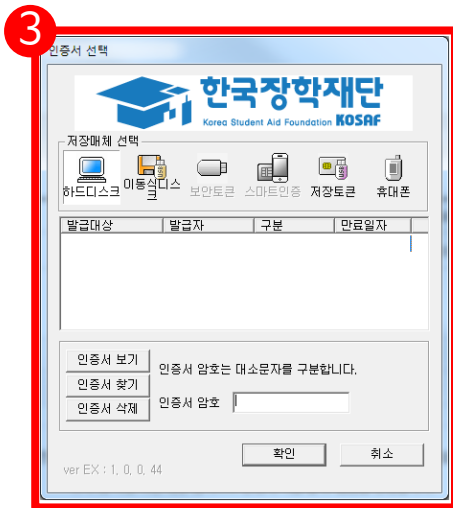 3
인증서 선택
한국장학재단
Korea Student Aid Foundation KOSAF
저장매체 선택
하드디스크 이동식디스크 보안토큰 스마트인증 저장토큰 휴대폰
발급대상 발급자 구분 만료일자
인증서 보기
인증서 암호는 대소문자를 구분합니다.
인증서 찾기
인증서 삭제 인증서 암호
확인 취소
ver EX : 1, 0, 0, 44